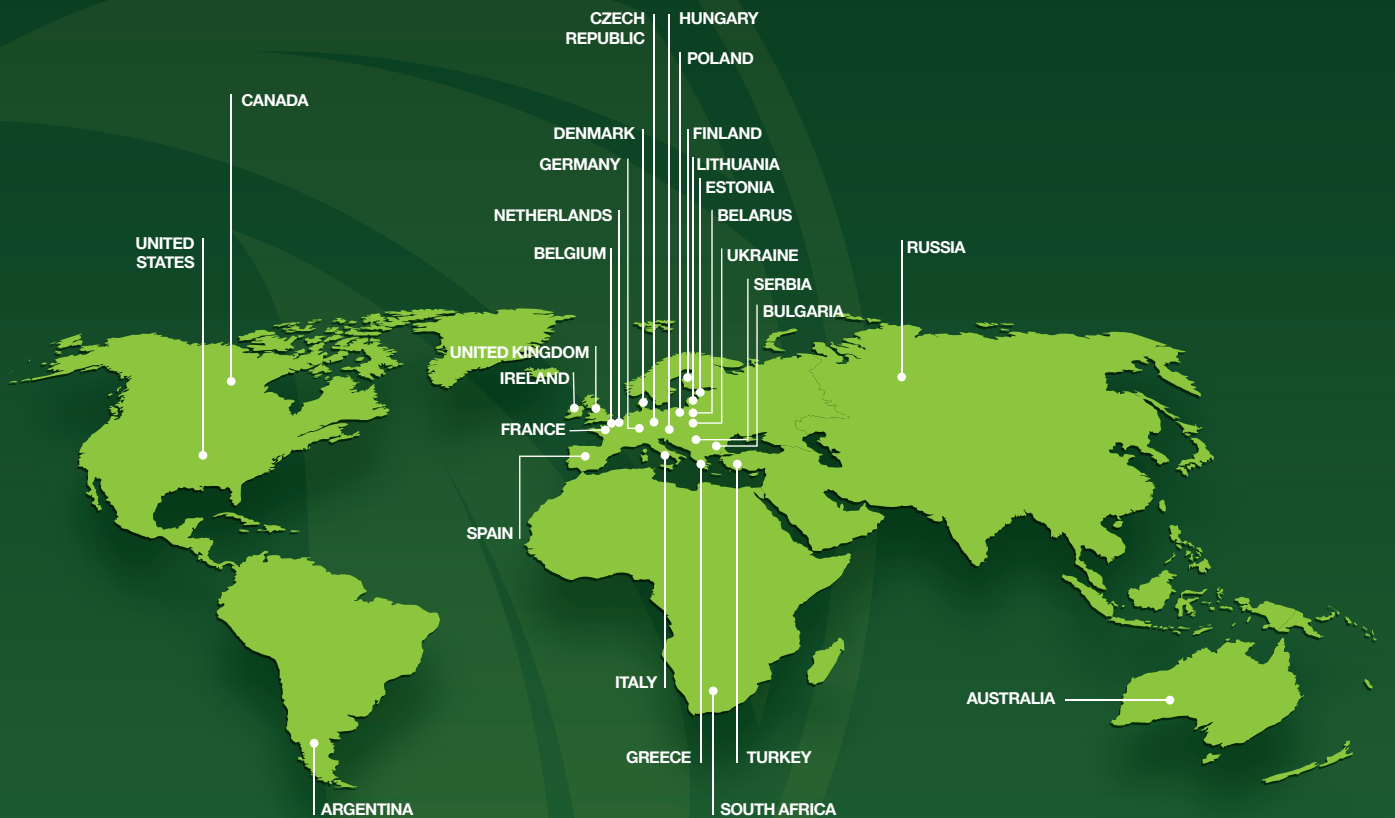 CZECH
REPUBLIC
HUNGARY
POLAND
CANADA
DENMARK
FINLAND
GERMANY
LITHUANIA
ESTONIA
NETHERLANDS
BELARUS
UNITED
STATES
BELGIUM
UKRAINE
RUSSIA
SERBIA
BULGARIA
UNITED KINGDOM
IRELAND
FRANCE
SPAIN
ITALY
AUSTRALIA
GREECE
TURKEY
ARGENTINA
SOUTH AFRICA